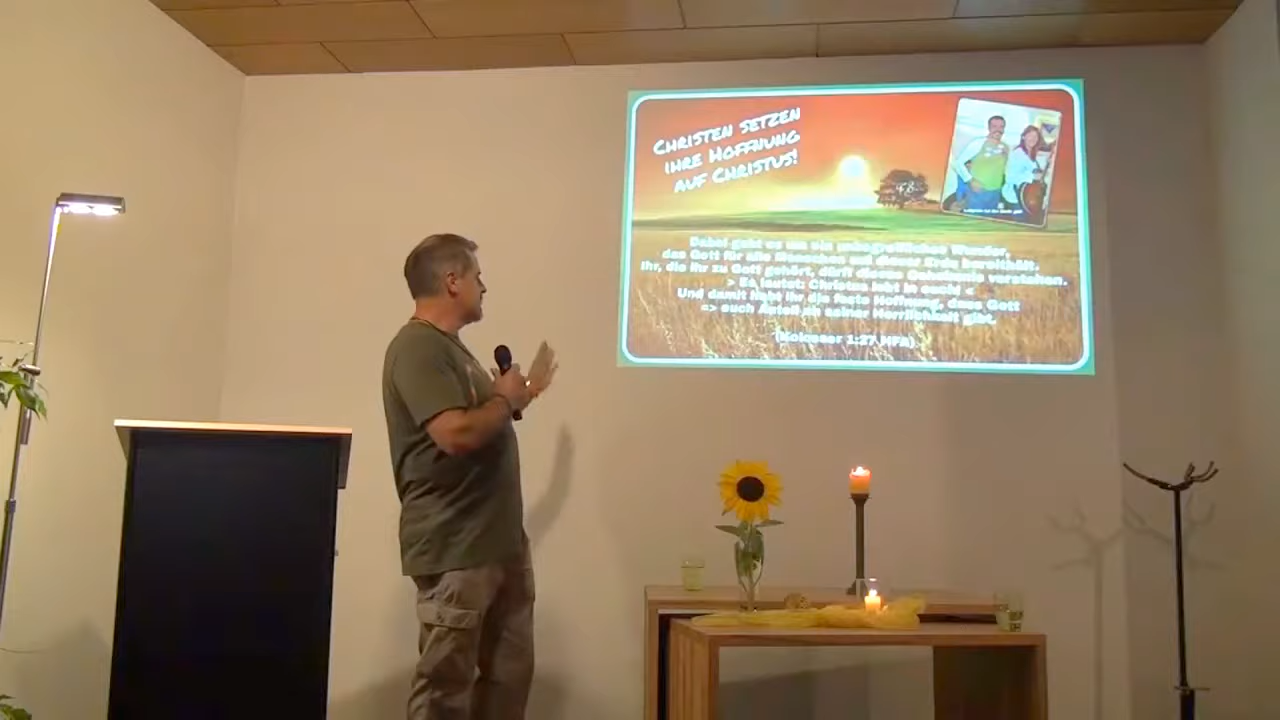 CHRISTEN SETZEN
IHRE HOFFNUNG
AUF CHRISTUS!
Dabei geht es um ein unbegreifliches Wunder,
das Gott für alle Menschen auf dieser Erde bereithält.
Ihr, die ihr zu Gott gehört, dürft dieses Geheimnis verstehen.
> Es lautet: Christus lebt in euch! <
Und damit habt ihr die feste Hoffnung, dass Gott
=> euch Anteil an seiner Herrlichkeit gibt.
(Kolosser 1:27 HFA)